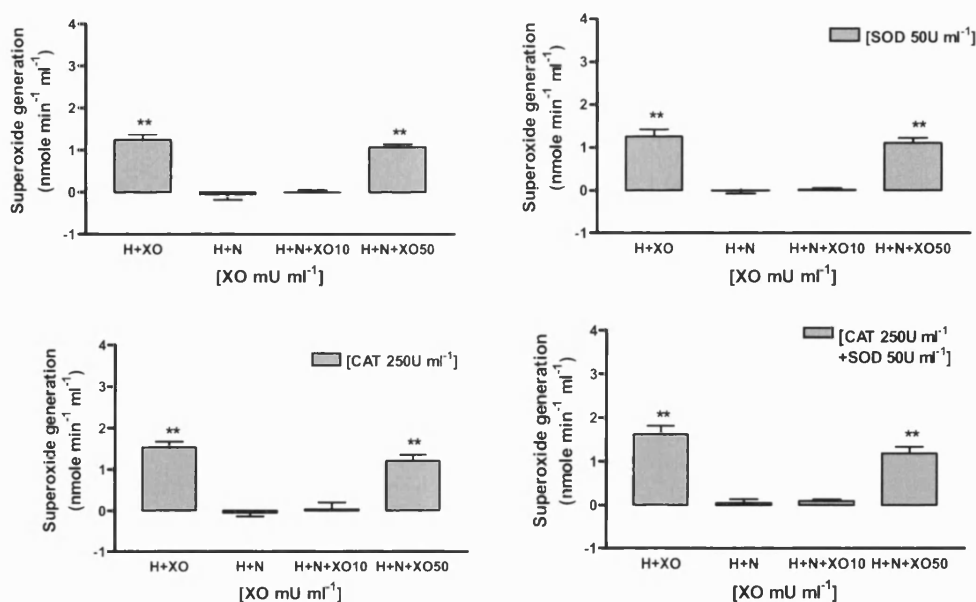 Superoxide generation
(nmole min⁻¹ ml⁻¹)
4
3
2
1
0
-1
**
**
H+XO H+N H+N+XO10 H+N+XO50
[XO mU ml⁻¹]
Superoxide generation
(nmole min⁻¹ ml⁻¹)
4
3
2
1
0
-1
[SOD 50U ml⁻¹]
**
**
H+XO H+N H+N+XO10 H+N+XO50
[XO mU ml⁻¹]
Superoxide generation
(nmole min⁻¹ ml⁻¹)
4
3
2
1
0
-1
[CAT 250U ml⁻¹]
**
**
H+XO H+N H+N+XO10 H+N+XO50
[XO mU ml⁻¹]
Superoxide generation
(nmole min⁻¹ ml⁻¹)
4
3
2
1
0
-1
[CAT 250U ml⁻¹
+SOD 50U ml⁻¹]
**
**
H+XO H+N H+N+XO10 H+N+XO50
[XO mU ml⁻¹]